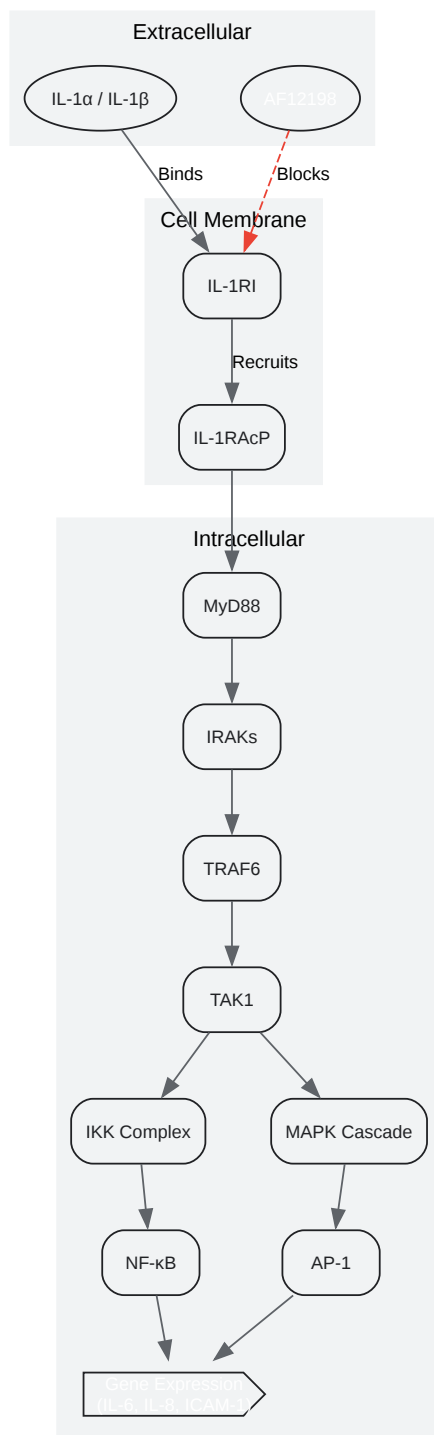 Extracellular
IL-1α / IL-1β
AF12198
Binds
Blocks
Cell Membrane
IL-1RI
Recruits
IL-1RAcP
Intracellular
MyD88
IRAKs
TRAF6
TAK1
IKK Complex
MAPK Cascade
NF-κB
AP-1
Gene Expression
(IL-6, IL-8, ICAM-1)